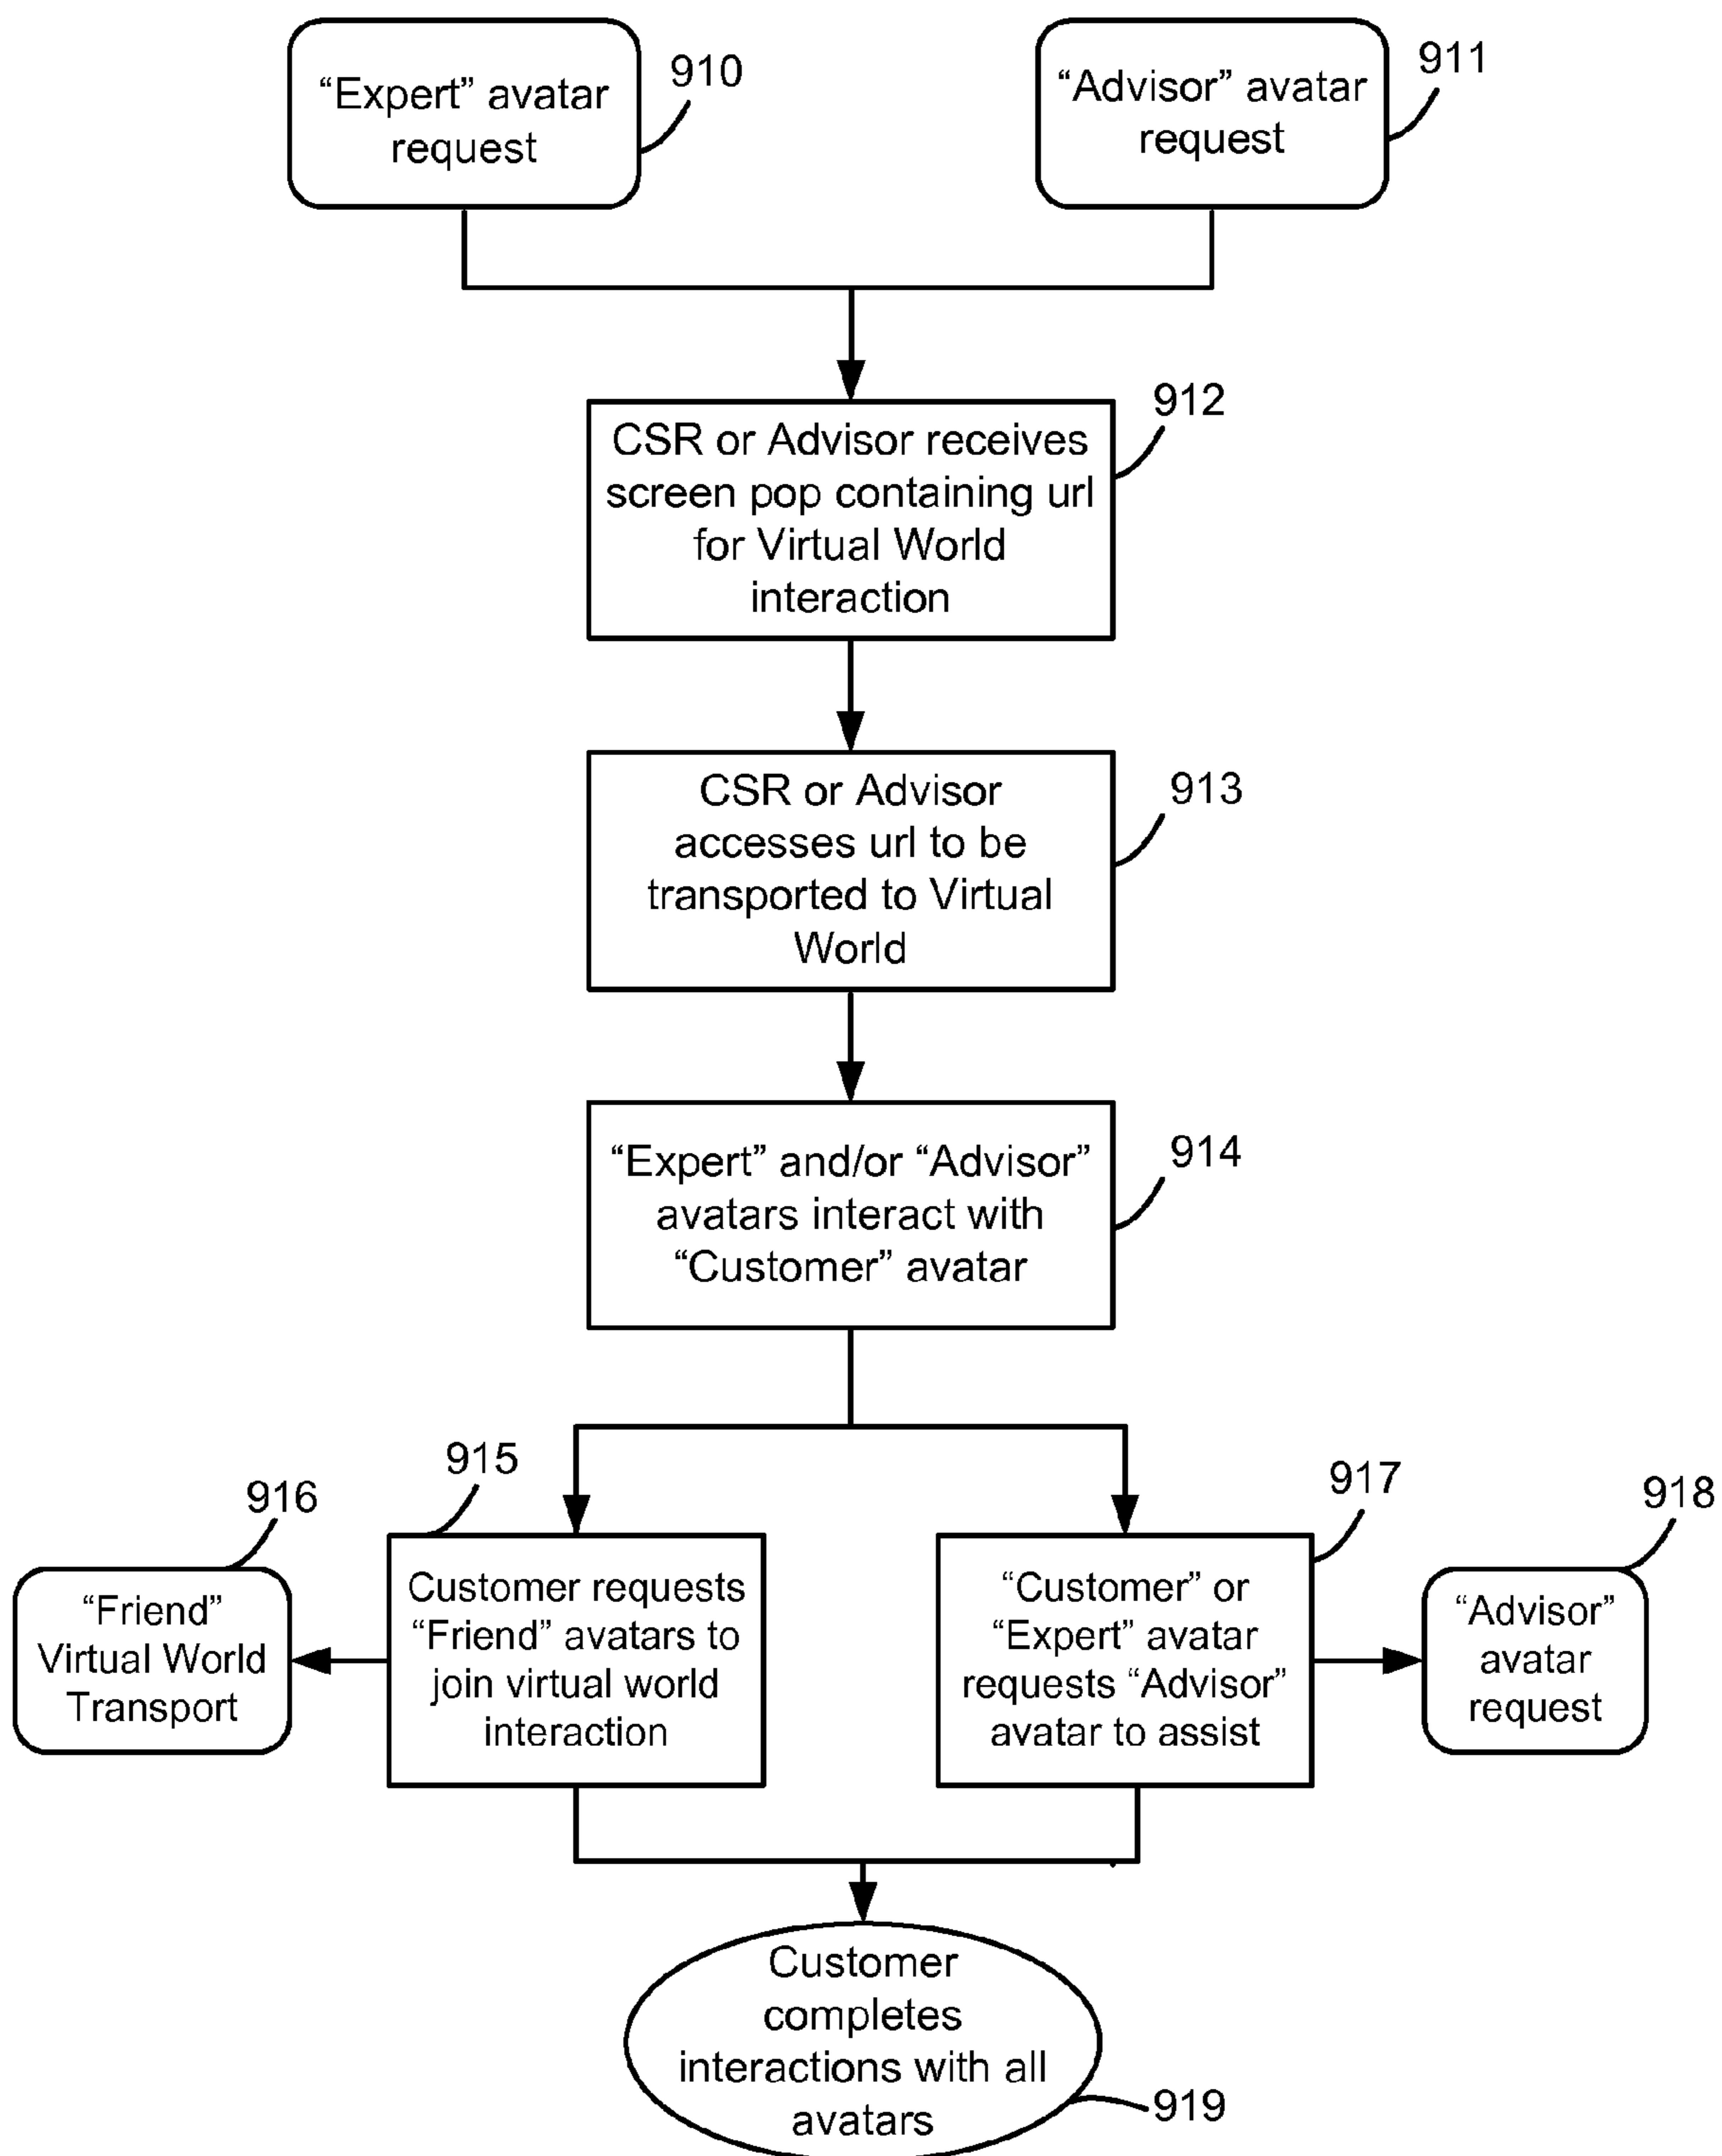 “Expert” avatar
request
910
“Advisor” avatar
request
911
CSR or Advisor receives
screen pop containing url
for Virtual World
interaction
912
CSR or Advisor
accesses url to be
transported to Virtual
World
913
“Expert” and/or “Advisor”
avatars interact with
“Customer” avatar
914
916
“Friend”
Virtual World
Transport
915
Customer requests
“Friend” avatars to
join virtual world
interaction
917
“Customer” or
“Expert” avatar
requests “Advisor”
avatar to assist
918
“Advisor”
avatar
request
Customer
completes
interactions with all
avatars
919